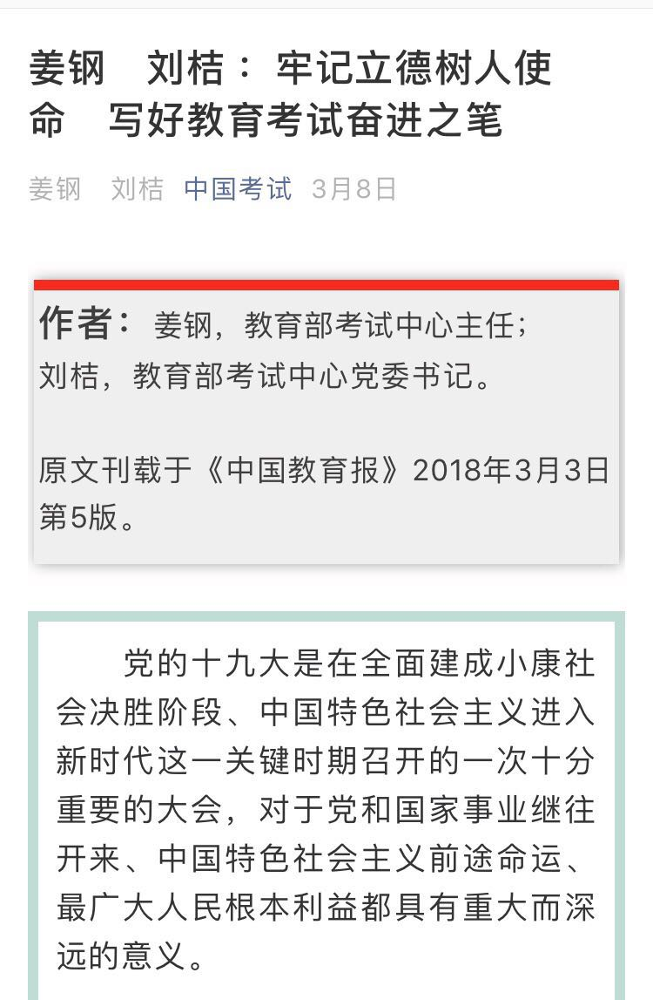 姜钢　刘桔：牢记立德树人使
命　写好教育考试奋进之笔
姜钢　刘桔 中国考试 3月8日
作者：姜钢，教育部考试中心主任；
刘桔，教育部考试中心党委书记。
原文刊载于《中国教育报》2018年3月3日
第5版。
党的十九大是在全面建成小康社
会决胜阶段、中国特色社会主义进入
新时代这一关键时期召开的一次十分
重要的大会，对于党和国家事业继往
开来、中国特色社会主义前途命运、
最广大人民根本利益都具有重大而深
远的意义。